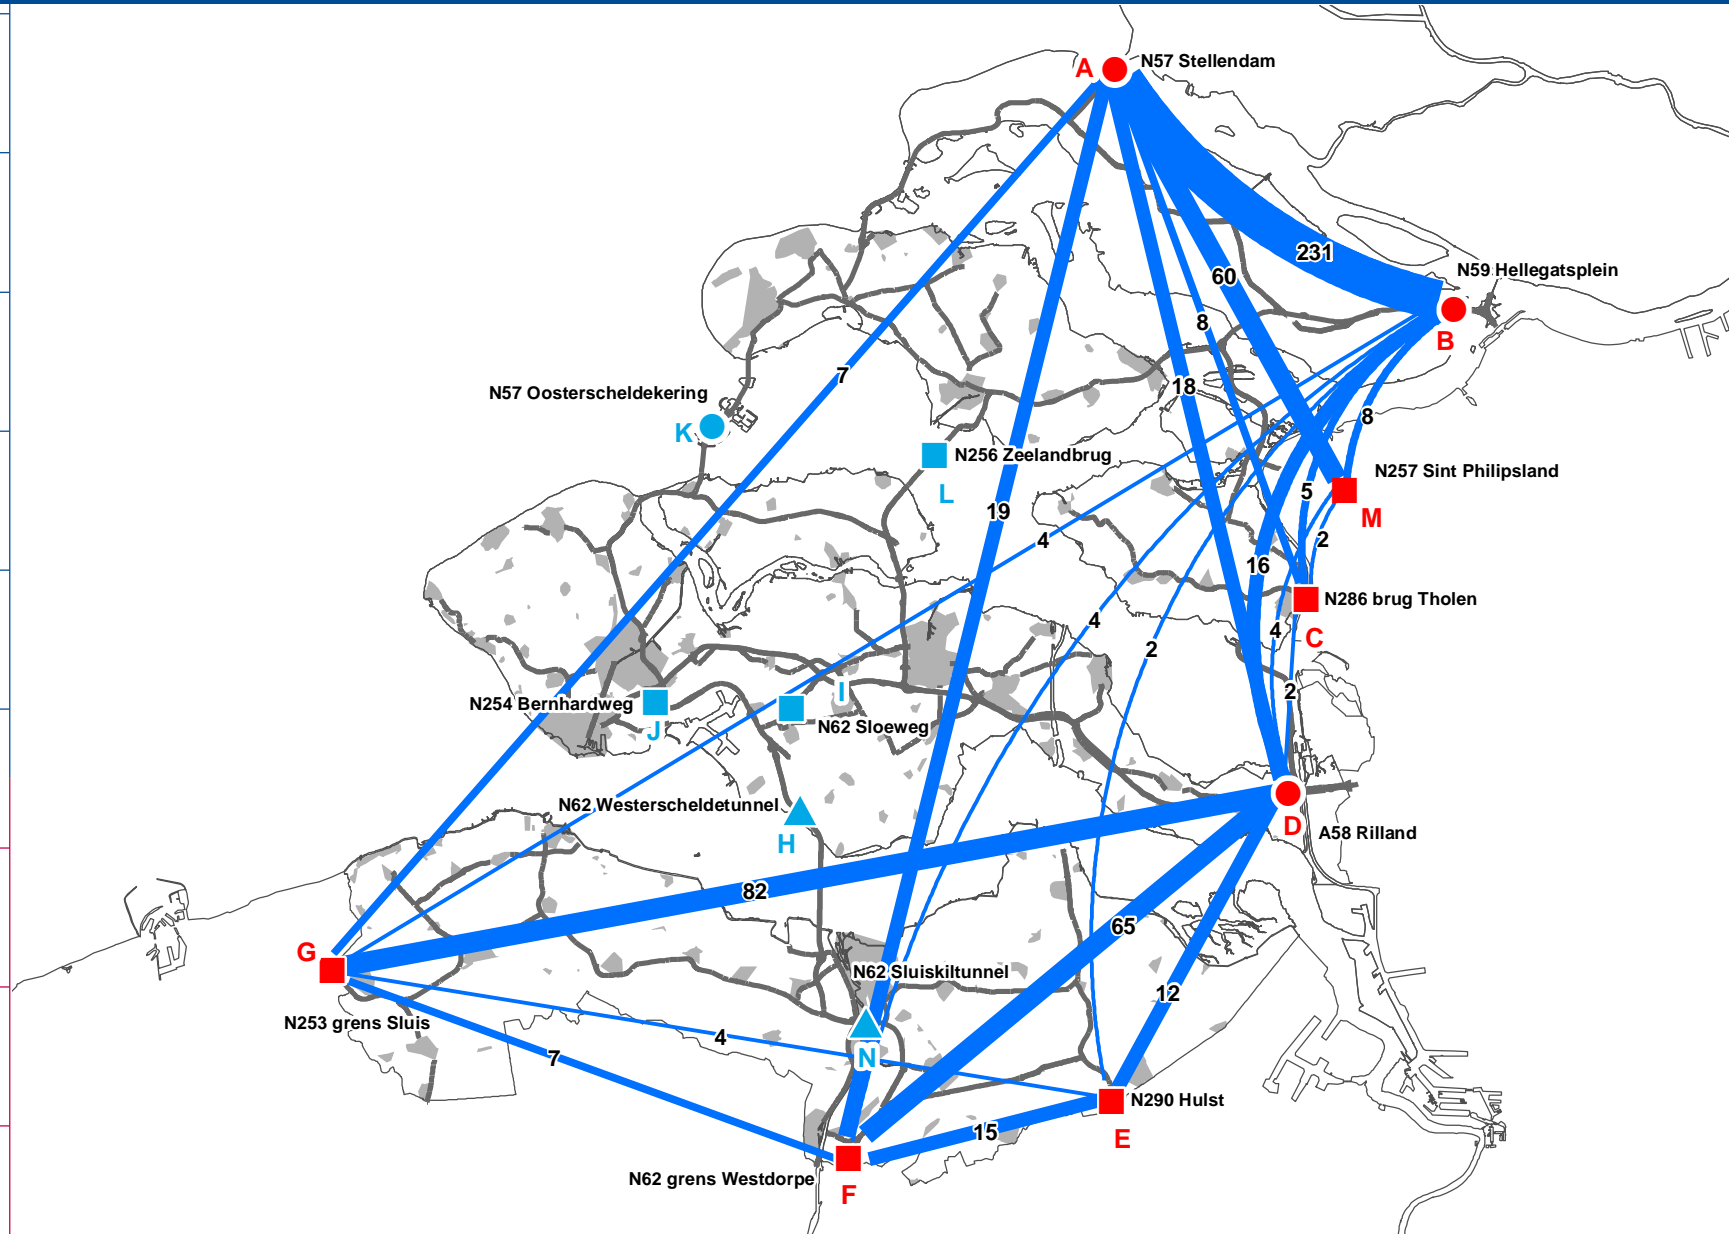 A
N57 Stellendam
231
N59 Hellegatsplein
60
B
8
7
18
N57 Oosterscheldekering
8
K
N256 Zeelandbrug
N257 Sint Philipsland
L
5
19
M
4
2
16
N286 brug Tholen
4
4
C
2
I
2
N254 Bernhardweg
J
N62 Sloeweg
N62 Westerscheldetunnel
D
A58 Rilland
H
82
65
G
N62 Sluiskiltunnel
12
N253 grens Sluis
4
7
N
N290 Hulst
15
E
N62 grens Westdorpe
F